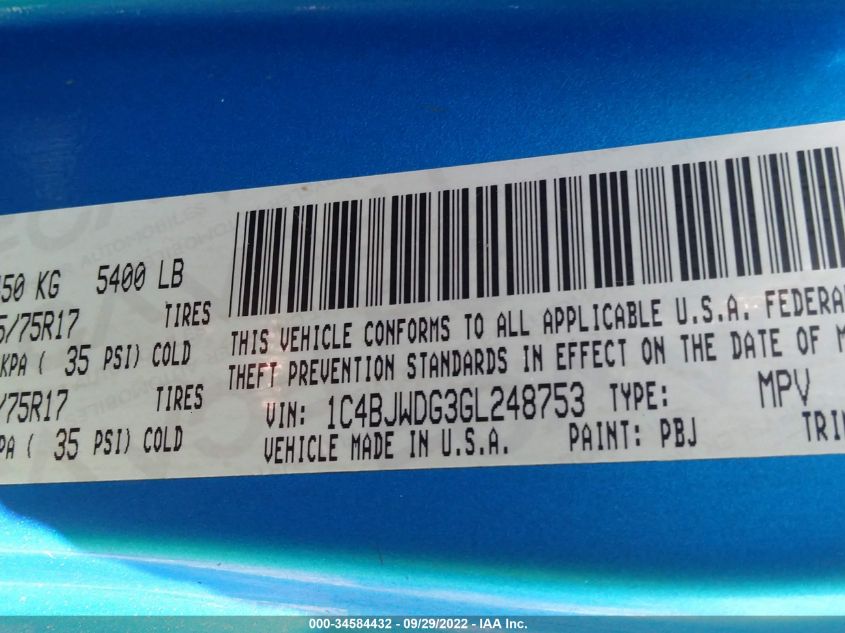 50 KG 5400 LB
/75R17 TIRES
KPA ( 35 PSI) COLD
/75R17 TIRES
PA ( 35 PSI) COLD
THIS VEHICLE CONFORMS TO ALL APPLICABLE U.S.A. FEDERA
THEFT PREVENTION STANDARDS IN EFFECT ON THE DATE OF M
VIN: 1C4BJWDG3GL248753 TYPE: MPV
VEHICLE MADE IN U.S.A. PAINT: PBJ TRI
000-34584432 - 09/29/2022 - IAA Inc.